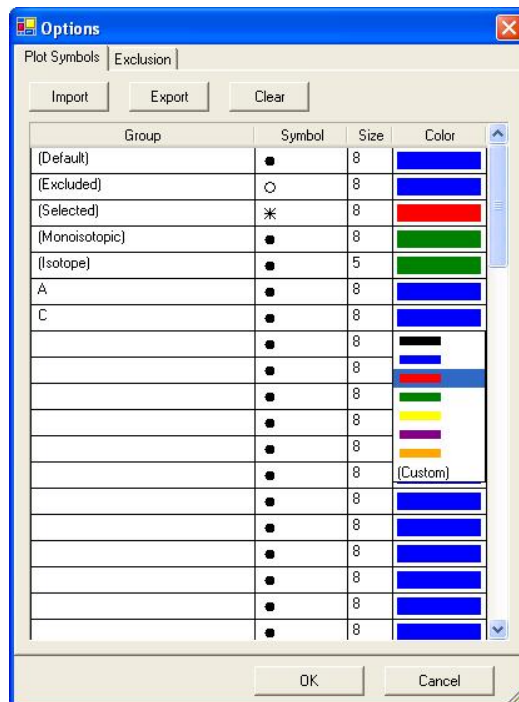 Options
Plot Symbols Exclusion
Import Export Clear
Group Symbol Size Color
(Default) 8
(Excluded) 8
(Selected) 8
(Monoisotopic) 8
(Isotope) 5
A 8
C 8
8
8
8
8
8
8
(Custom)
8
8
8
8
8
8
OK Cancel